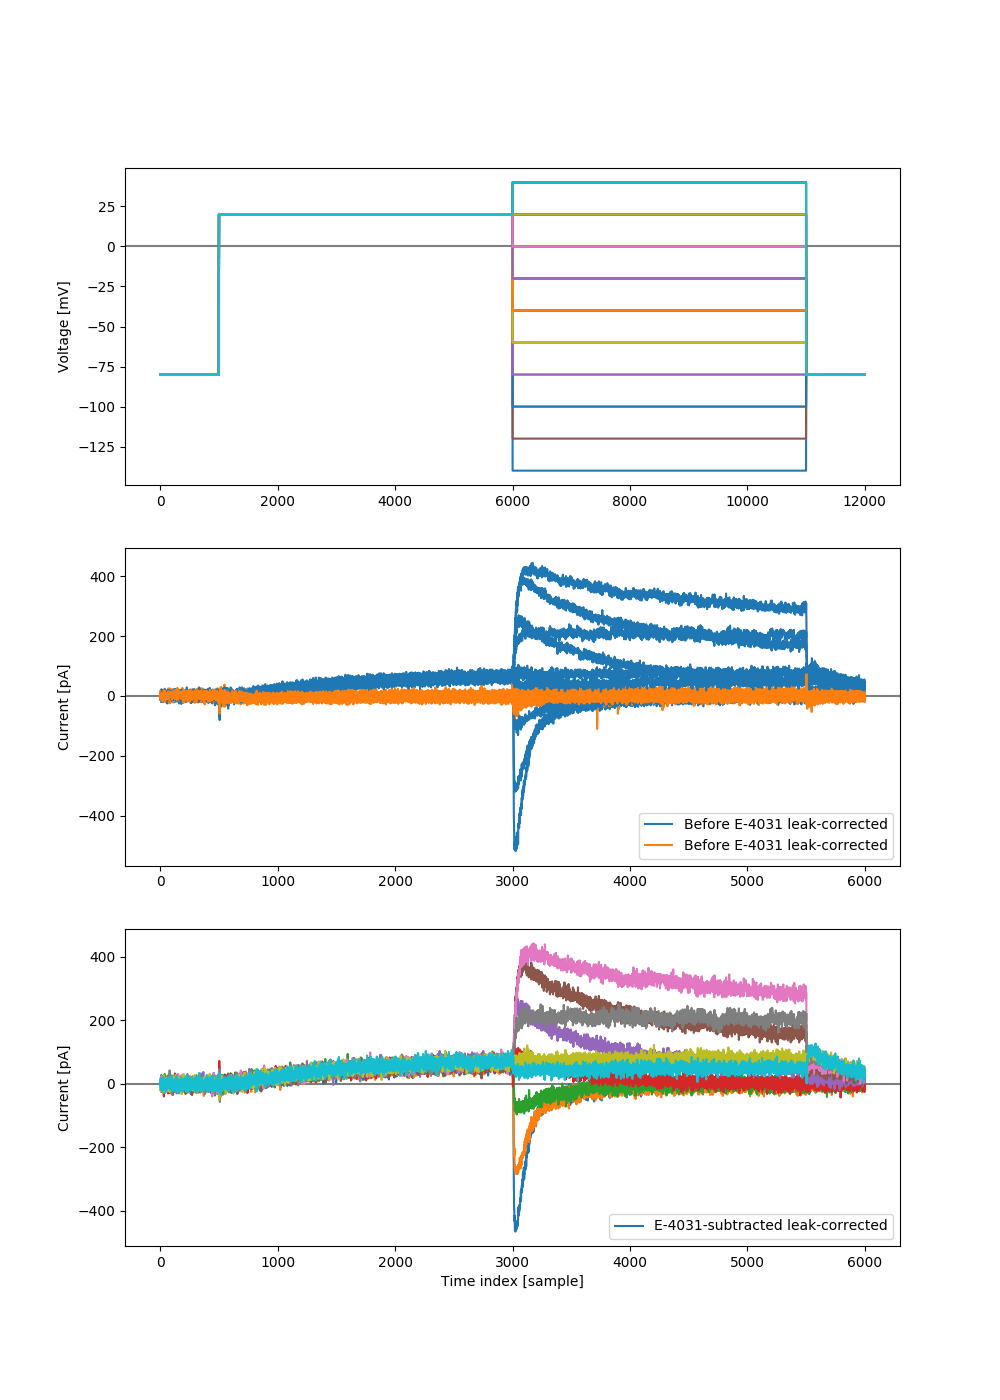 25
0
−25
−50
−75
−100
−125
Voltage [mV]
0 2000 4000 6000 8000 10000 12000
400
200
0
−200
−400
Current [pA]
Before E-4031 leak-corrected
Before E-4031 leak-corrected
0 1000 2000 3000 4000 5000 6000
400
200
0
−200
−400
Current [pA]
E-4031-subtracted leak-corrected
0 1000 2000 3000 4000 5000 6000
Time index [sample]